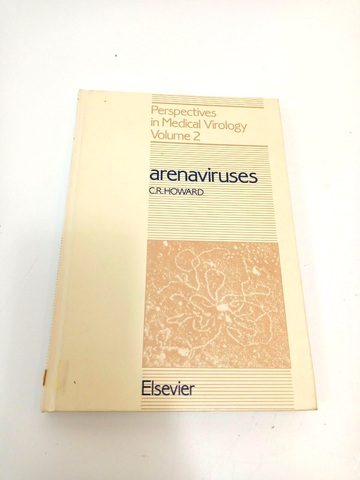 Perspectives
in Medical Virology
Volume 2
arenaviruses
C.R.HOWARD
Elsevier